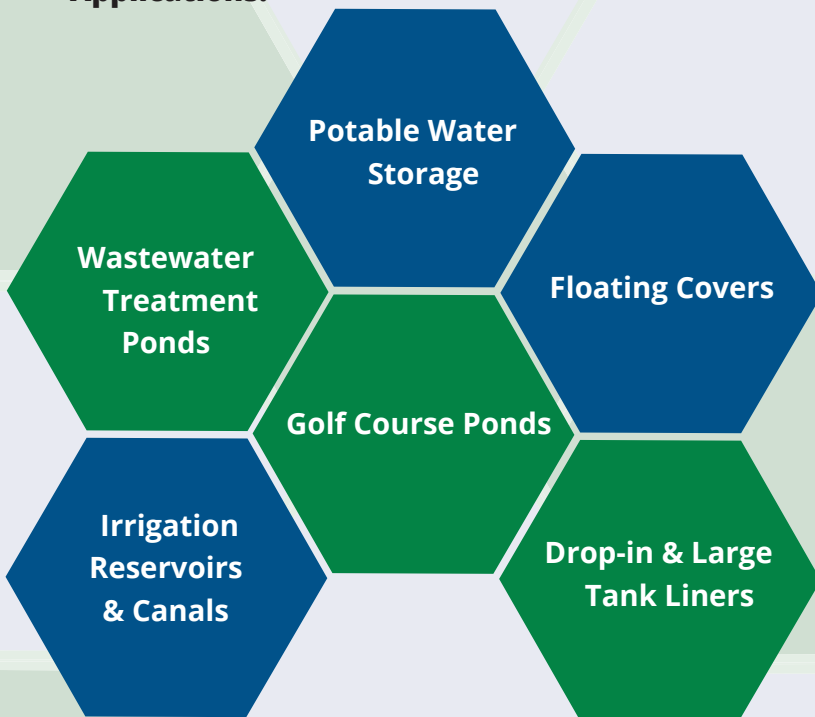 Applications:
Potable Water
Storage
Wastewater
Treatment
Ponds
Floating Covers
Golf Course Ponds
Irrigation
Reservoirs
& Canals
Drop-in & Large
Tank Liners